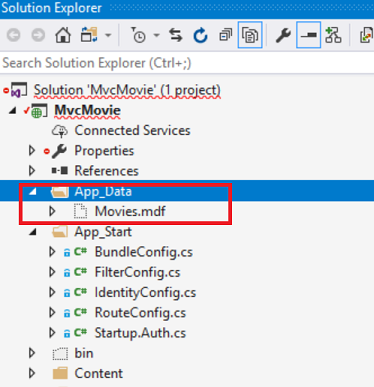 Solution Explorer
Search Solution Explorer (Ctrl+;)
Solution 'MvcMovie' (1 project)
MvcMovie
Connected Services
Properties
References
App_Data
Movies.mdf
App_Start
C# BundleConfig.cs
C# FilterConfig.cs
C# IdentityConfig.cs
C# RouteConfig.cs
C# Startup.Auth.cs
bin
Content